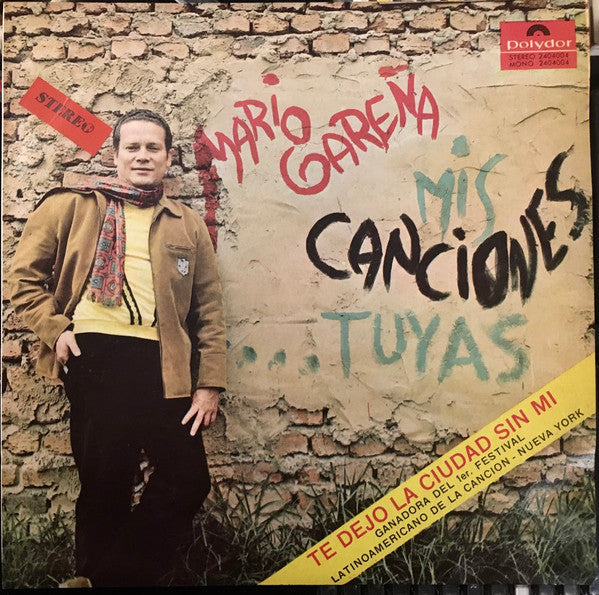 Polydor
STEREO 2404004
MONO 2404004
STEREO
MARIO
GAREÑA
MIS
CANCIONES
....TUYAS
TE DEJO LA CIUDAD SIN MI
GANADORA DEL 1er. FESTIVAL
LATINOAMERICANO DE LA CANCION - NUEVA YORK